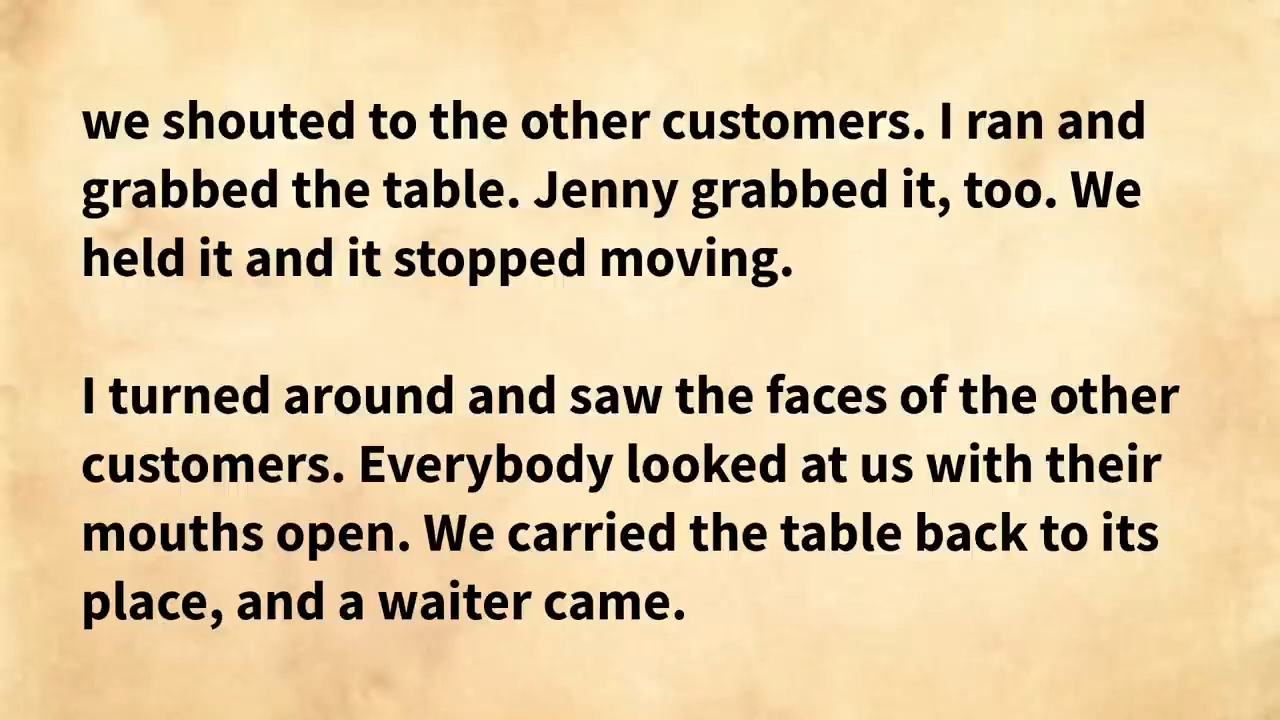 we shouted to the other customers. I ran and
grabbed the table. Jenny grabbed it, too. We
held it and it stopped moving.
I turned around and saw the faces of the other
customers. Everybody looked at us with their
mouths open. We carried the table back to its
place, and a waiter came.